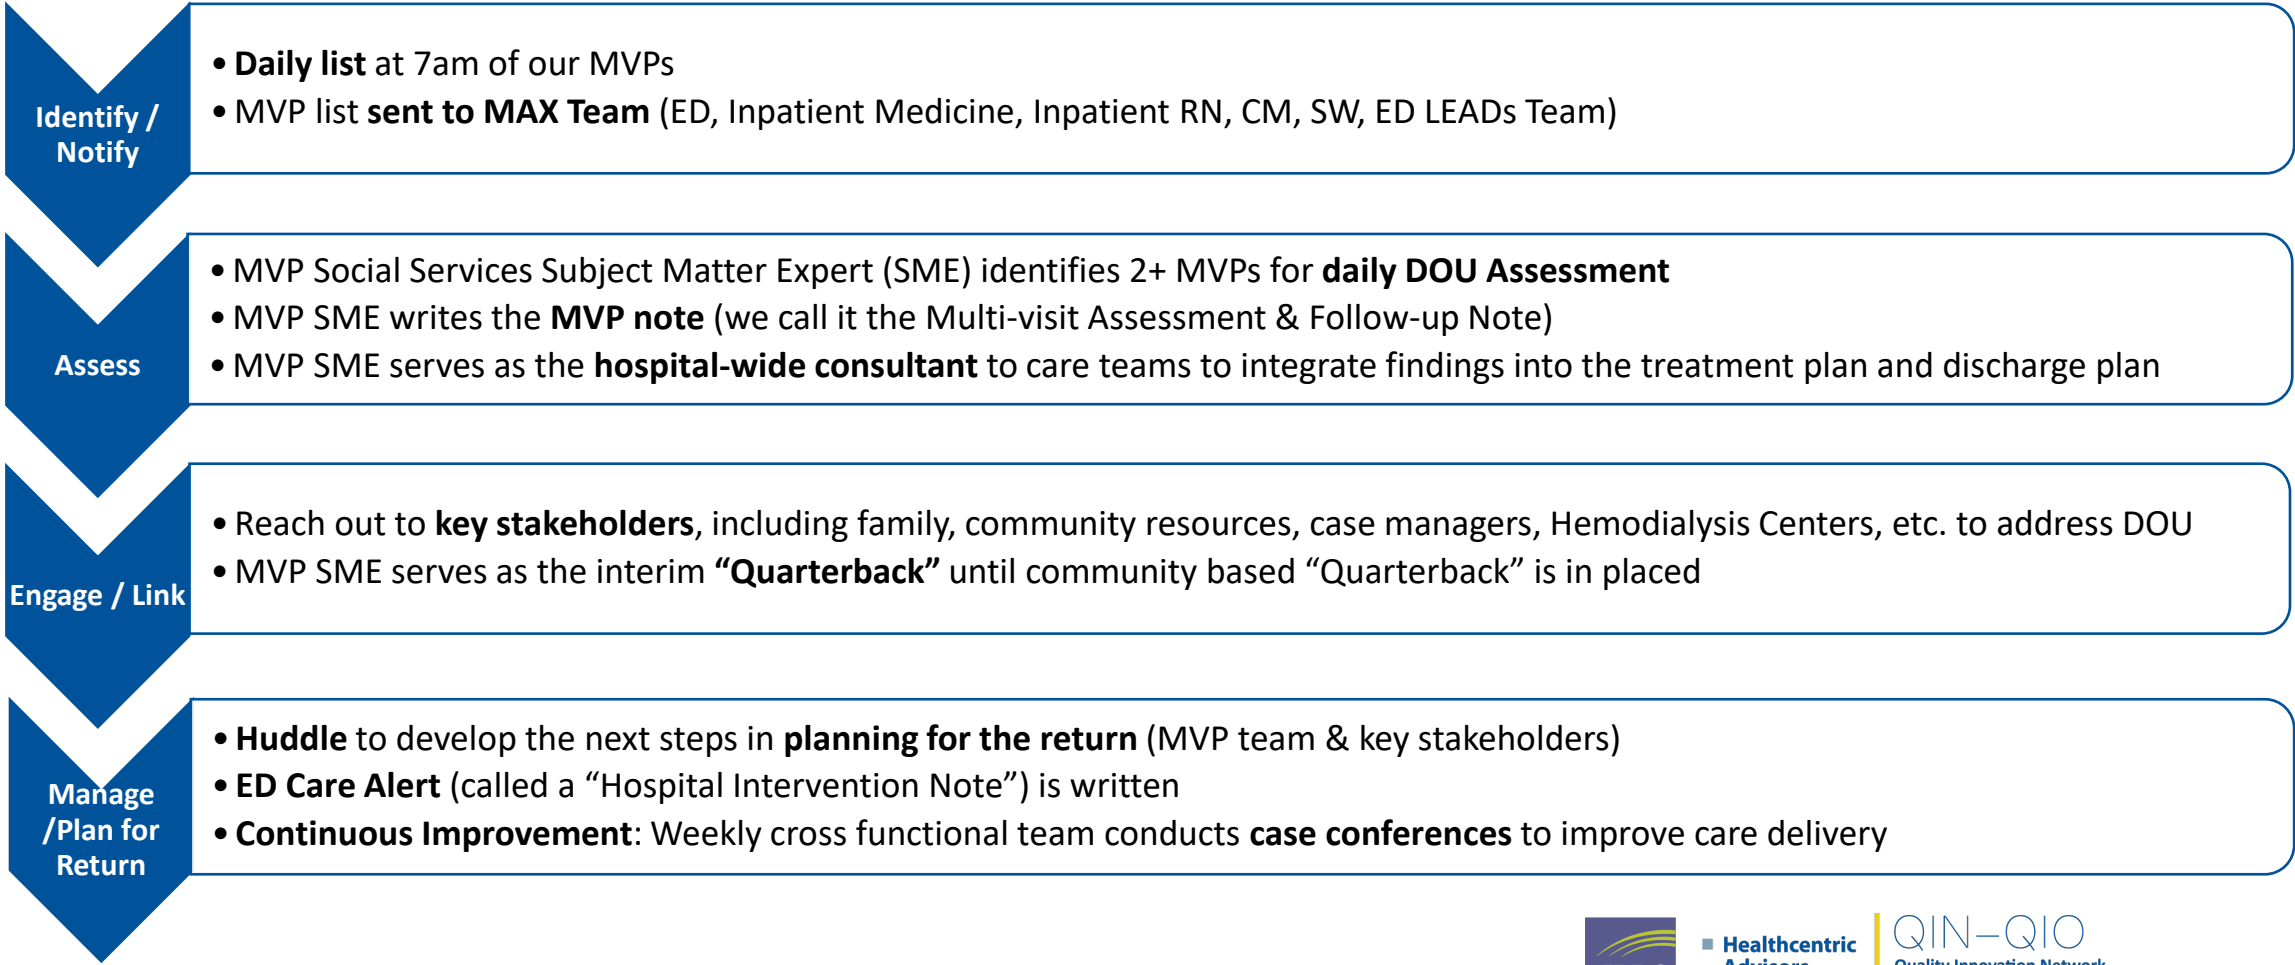 Identify /
Notify
• Daily list at 7am of our MVPs
• MVP list sent to MAX Team (ED, Inpatient Medicine, Inpatient RN, CM, SW, ED LEADs Team)
Assess
• MVP Social Services Subject Matter Expert (SME) identifies 2+ MVPs for daily DOU Assessment
• MVP SME writes the MVP note (we call it the Multi-visit Assessment & Follow-up Note)
• MVP SME serves as the hospital-wide consultant to care teams to integrate findings into the treatment plan and discharge plan
Engage / Link
• Reach out to key stakeholders, including family, community resources, case managers, Hemodialysis Centers, etc. to address DOU
• MVP SME serves as the interim “Quarterback” until community based “Quarterback” is in placed
Manage
/Plan for
Return
• Huddle to develop the next steps in planning for the return (MVP team & key stakeholders)
• ED Care Alert (called a “Hospital Intervention Note”) is written
• Continuous Improvement: Weekly cross functional team conducts case conferences to improve care delivery
Healthcentric
Advisors
QIN–QIO
Quality Innovation Network